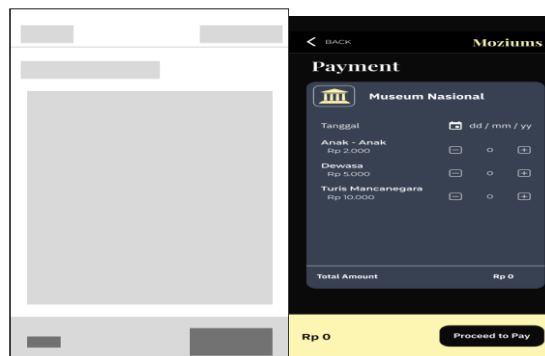 BACK Moziums
Payment
Museum Nasional
Tanggal dd / mm / yy
Anak - Anak
Rp 2.000 0
Dewasa
Rp 5.000 0
Turis Mancanegara
Rp 10.000 0
Total Amount Rp 0
Rp 0 Proceed to Pay